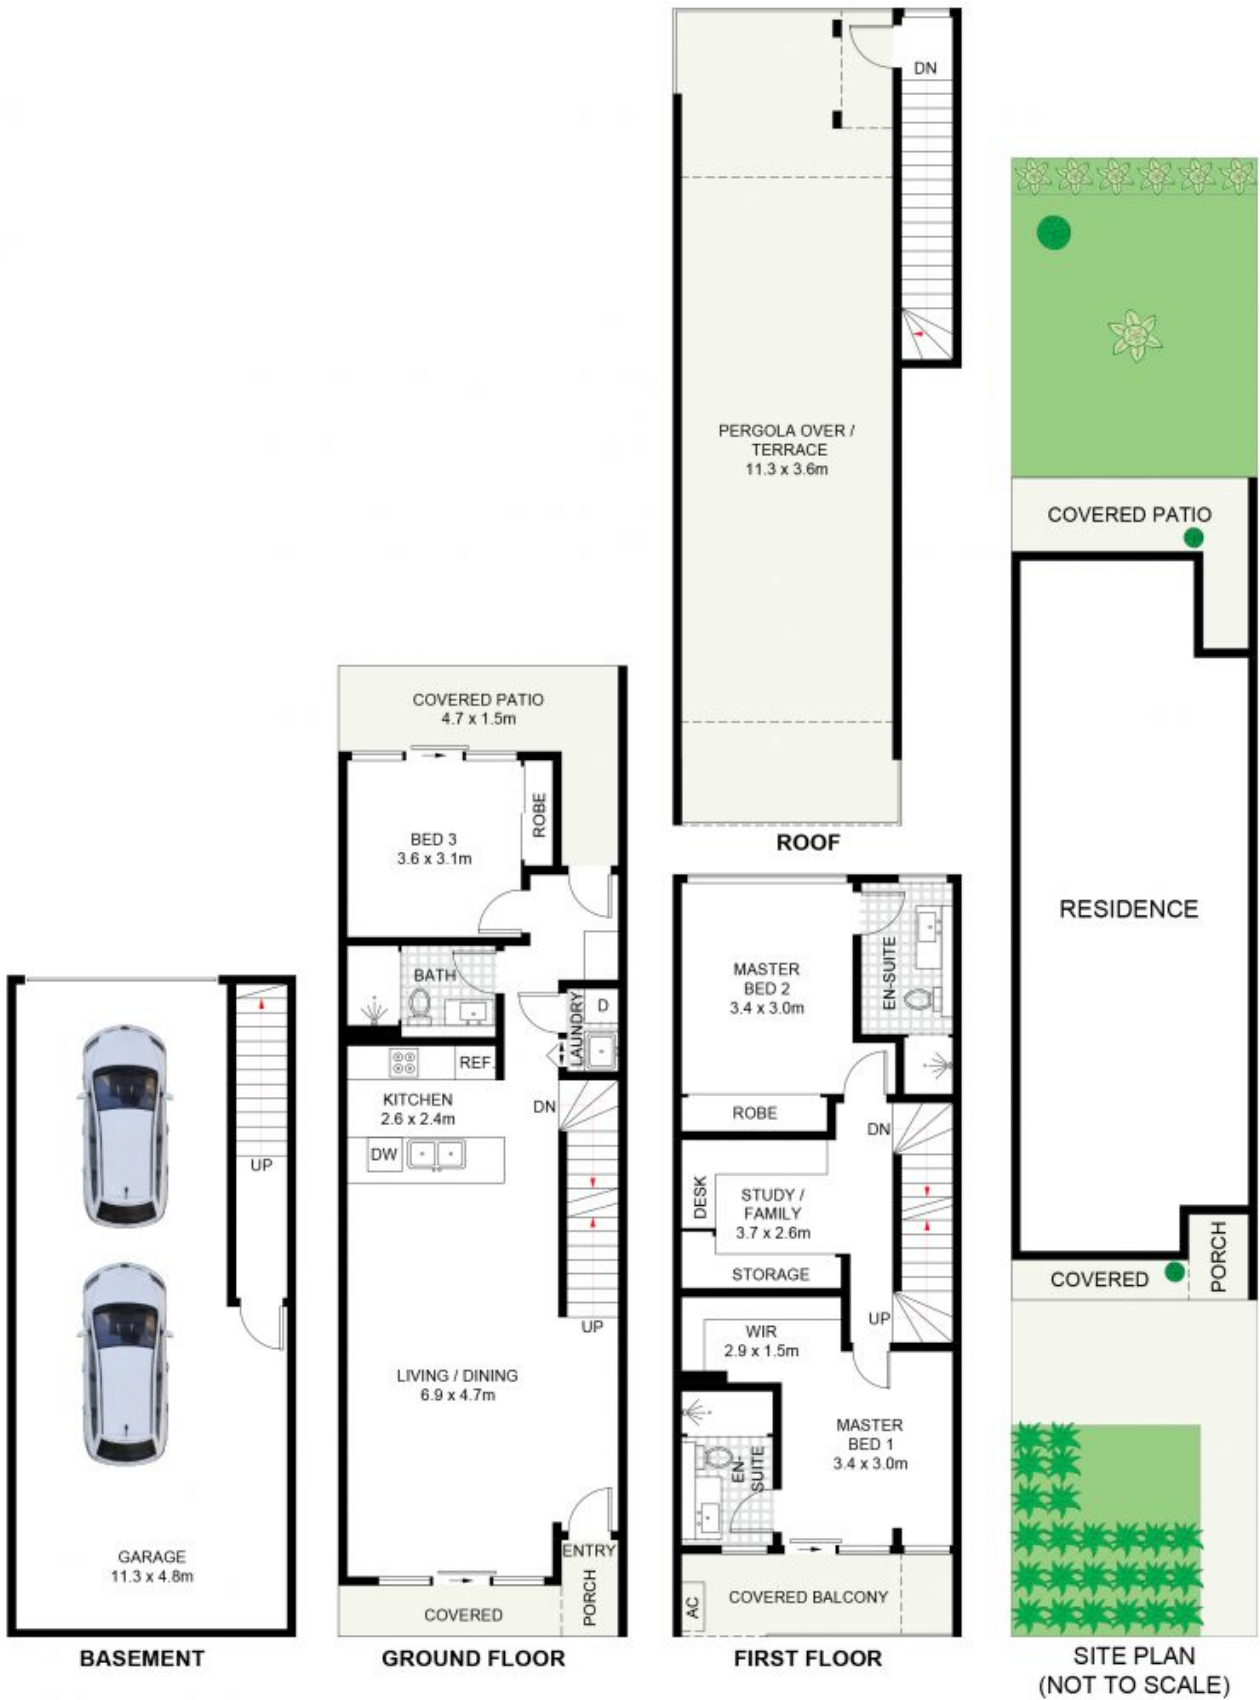 UP
GARAGE
11.3 x 4.8m
BASEMENT
COVERED PATIO
4.7 x 1.5m
BED 3
3.6 x 3.1m
ROBE
BATH
LAUNDRY
D
REF.
KITCHEN
2.6 x 2.4m
DN
DW
UP
LIVING / DINING
6.9 x 4.7m
ENTRY
PORCH
COVERED
GROUND FLOOR
DN
PERGOLA OVER /
TERRACE
11.3 x 3.6m
ROOF
MASTER
BED 2
3.4 x 3.0m
EN-SUITE
ROBE
DN
DESK
STUDY /
FAMILY
3.7 x 2.6m
STORAGE
UP
WIR
2.9 x 1.5m
MASTER
BED 1
3.4 x 3.0m
EN-
SUITE
AC
COVERED BALCONY
FIRST FLOOR
COVERED PATIO
RESIDENCE
COVERED
PORCH
SITE PLAN
(NOT TO SCALE)